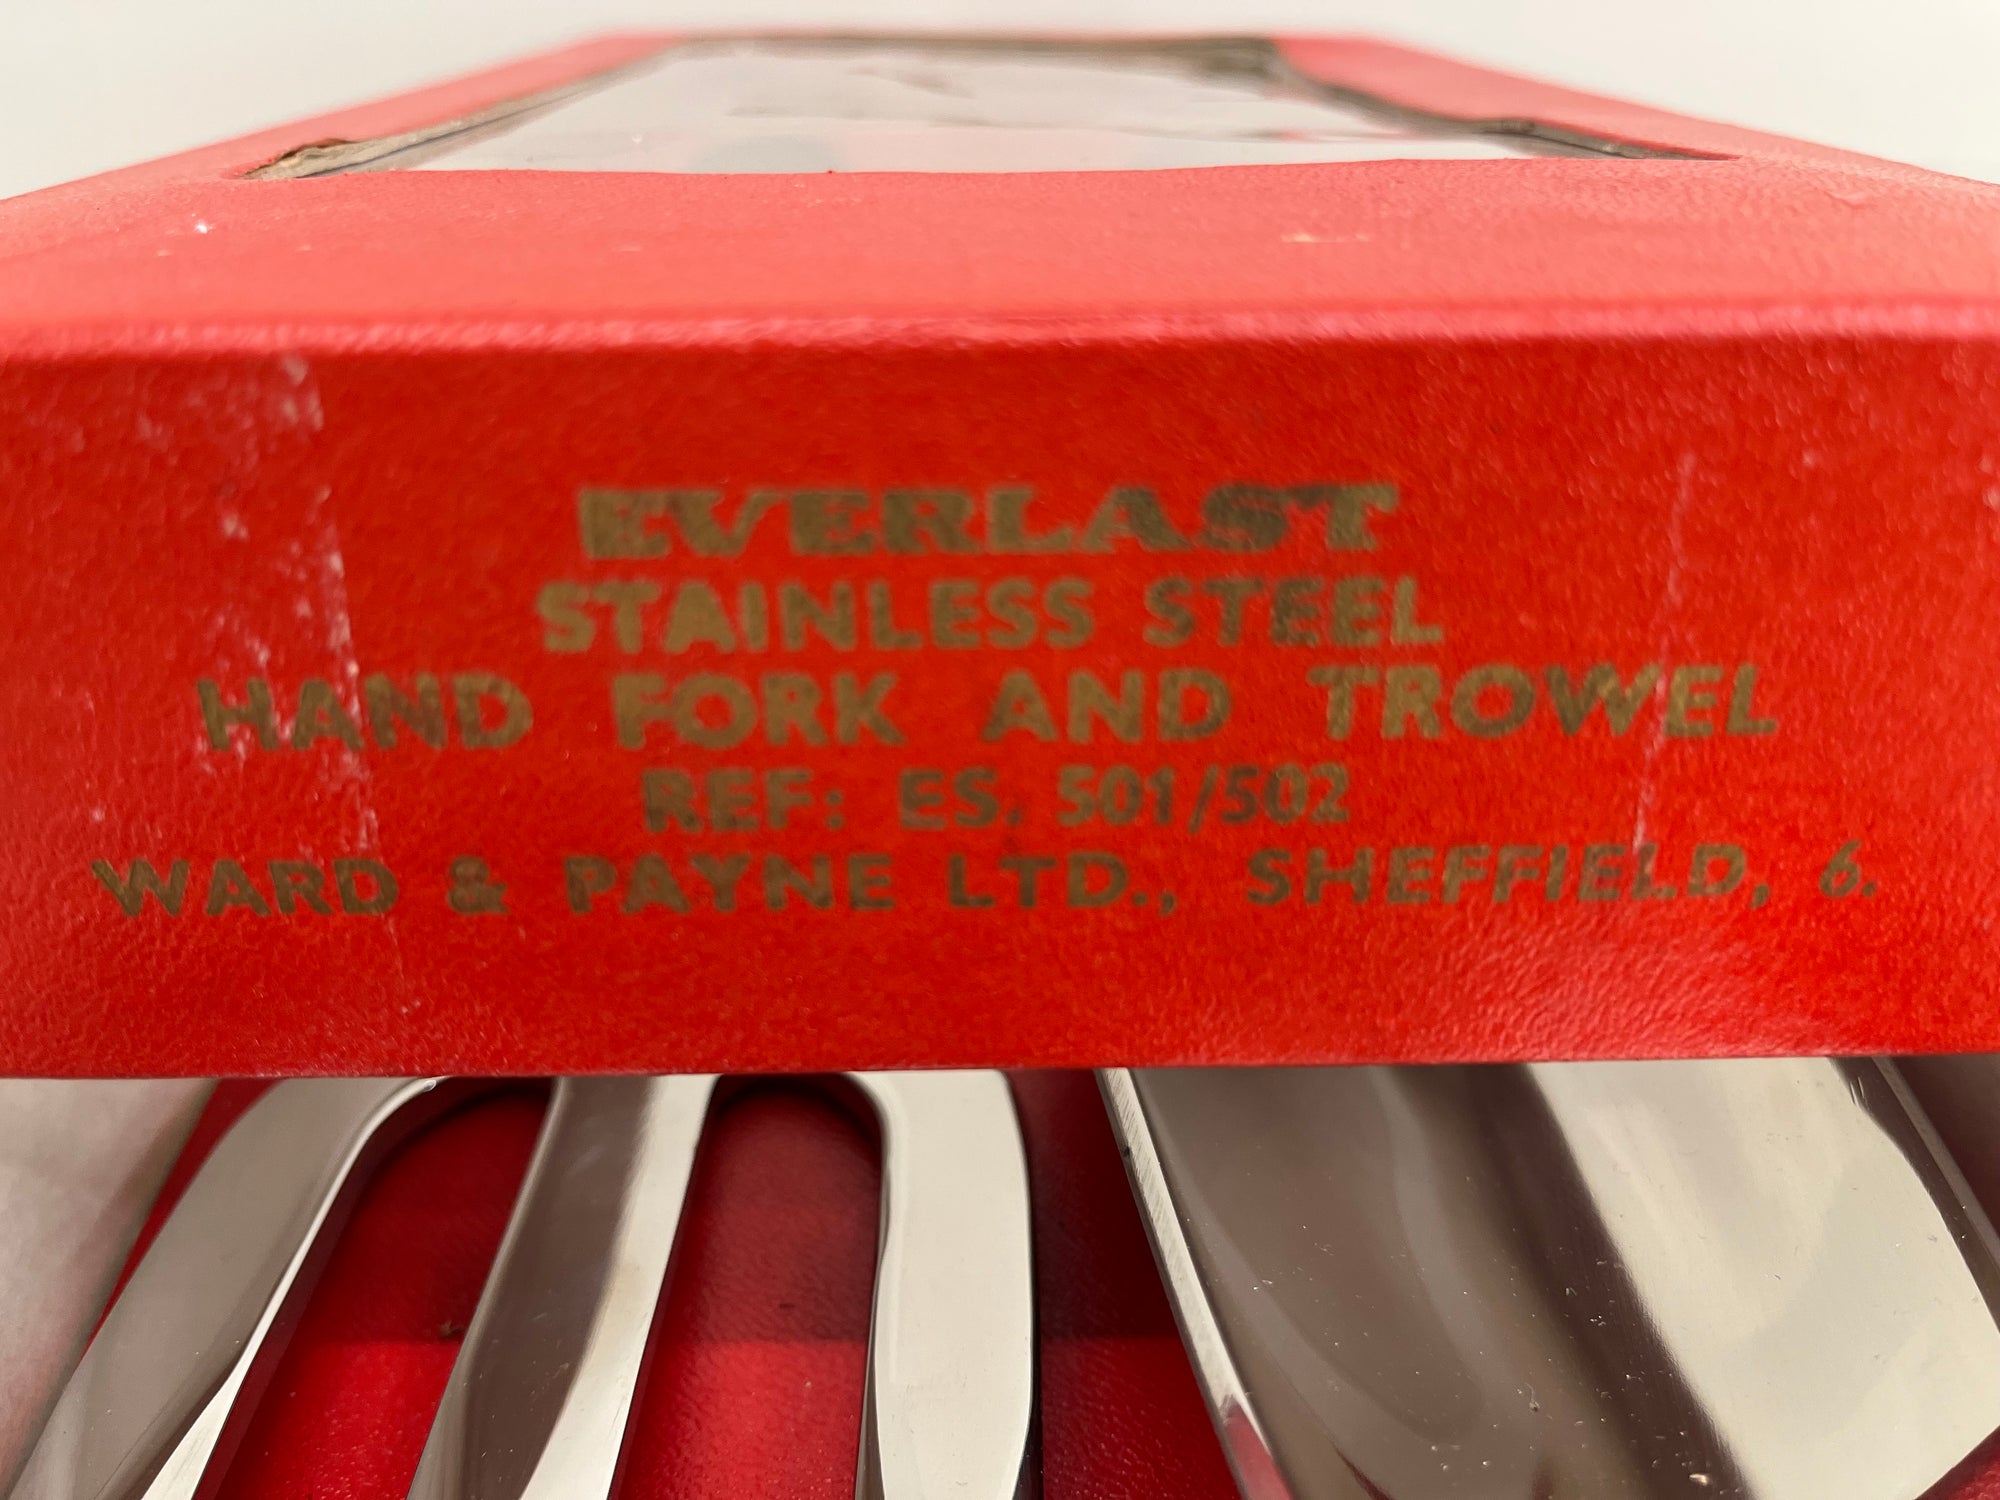 EVERLAST
STAINLESS STEEL
HAND FORK AND TROWEL
REF: ES. 501/502
WARD & PAYNE LTD., SHEFFIELD, 6.